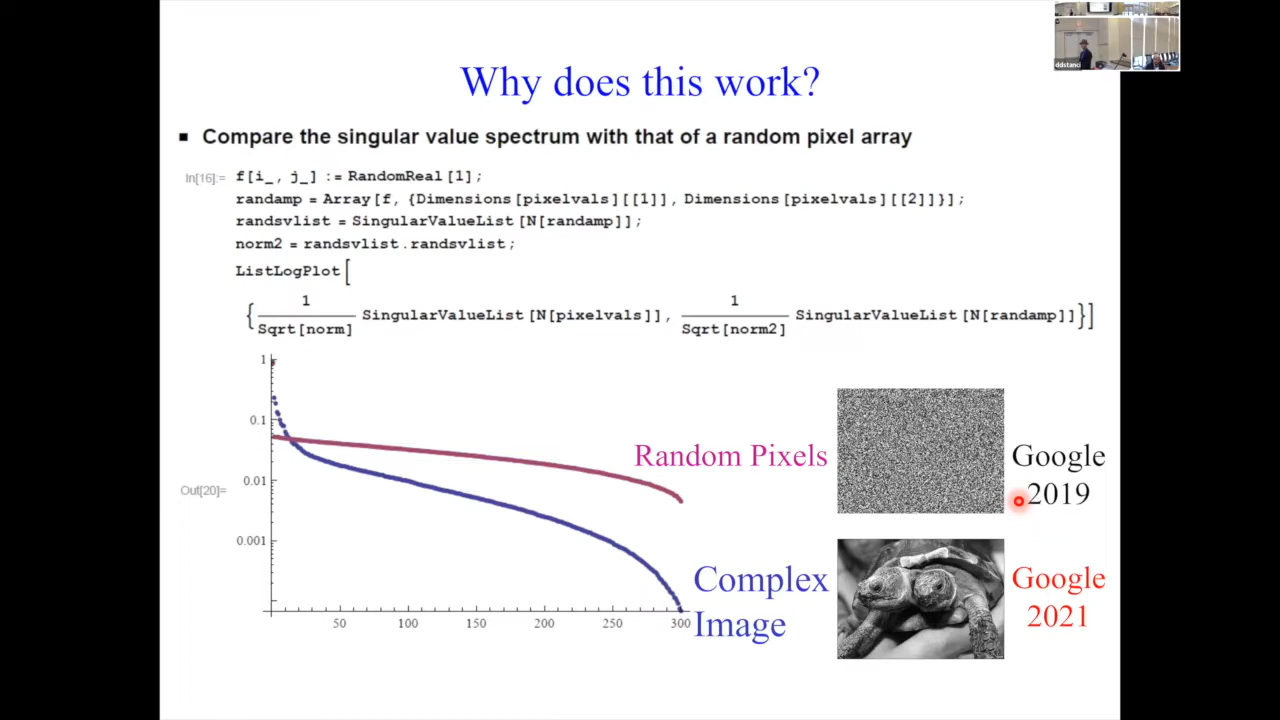 ddstanc
Why does this work?
■ Compare the singular value spectrum with that of a random pixel array
In[16]:= f[i_, j_] := RandomReal[1];
randamp = Array[f, {Dimensions[pixelvals][[1]], Dimensions[pixelvals][[2]]}];
randsvlist = SingularValueList[N[randamp]];
norm2 = randsvlist.randsvlist;
ListLogPlot[
{1/Sqrt[norm] SingularValueList[N[pixelvals]], 1/Sqrt[norm2] SingularValueList[N[randamp]]}]
1
0.1
0.01
0.001
Out[20]=
50 100 150 200 250 300
Random Pixels
Google
2019
Complex
Image
Google
2021